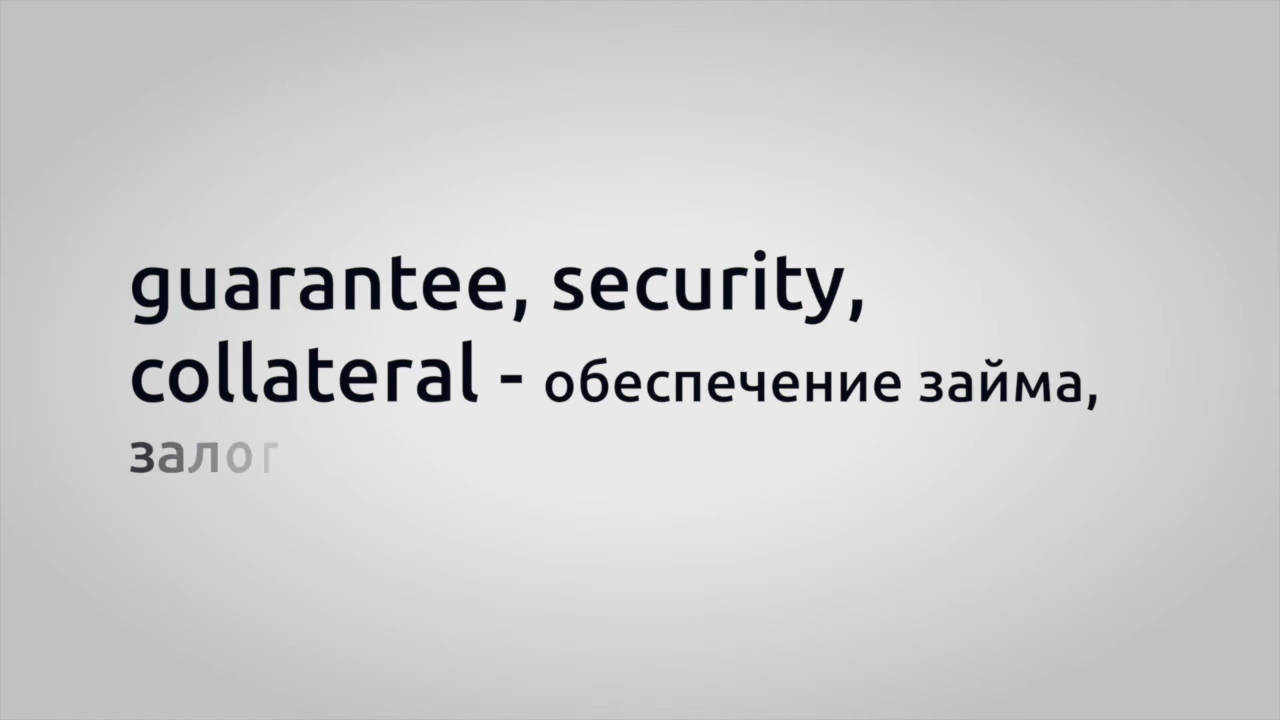 guarantee, security,
collateral - обеспечение займа,
залог